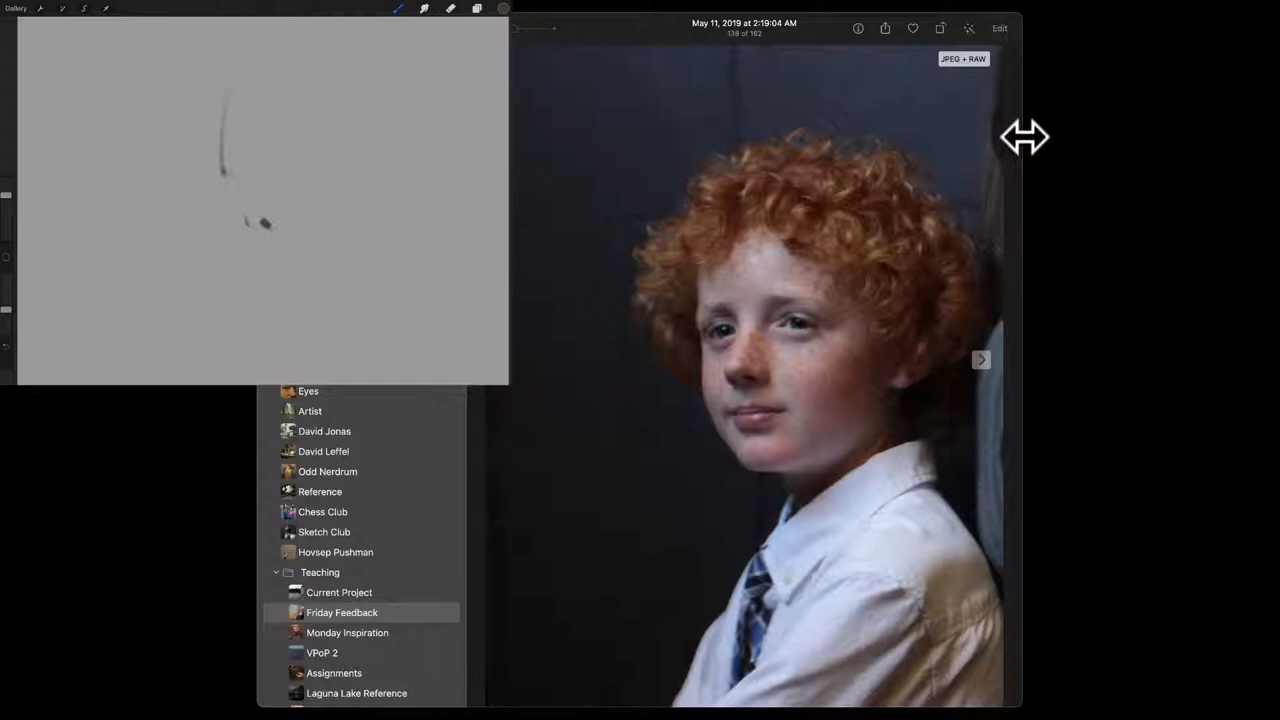 Gallery
May 11, 2019 at 2:19:04 AM
138 of 162
Edit
JPEG + RAW
Eyes
Artist
David Jonas
David Leffel
Odd Nerdrum
Reference
Chess Club
Sketch Club
Hovsep Pushman
Teaching
Current Project
Friday Feedback
Monday Inspiration
VPoP 2
Assignments
Laguna Lake Reference